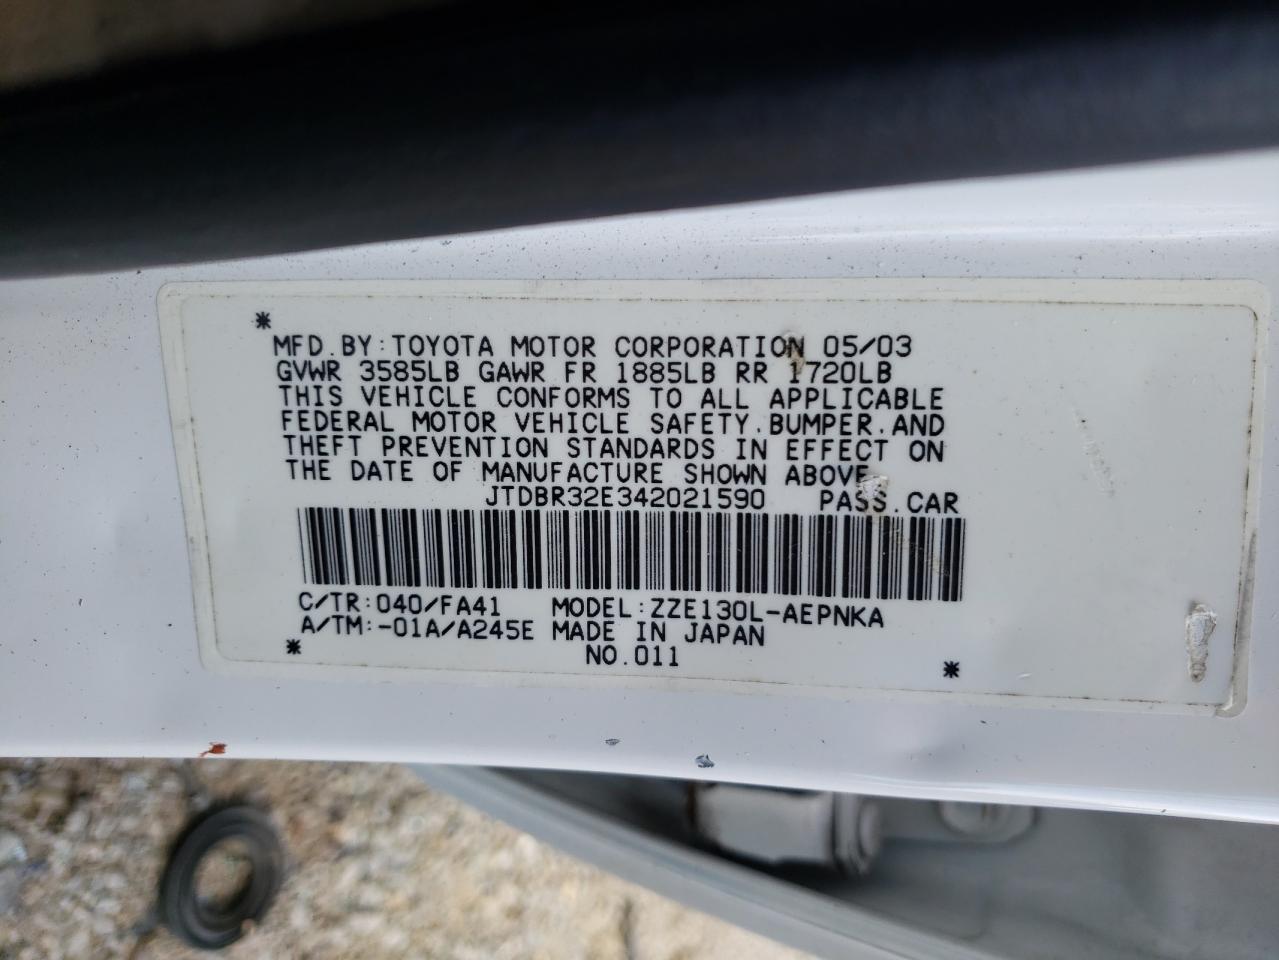 *
MFD.BY:TOYOTA MOTOR CORPORATION 05/03
GVWR 3585LB GAWR FR 1885LB RR 1720LB
THIS VEHICLE CONFORMS TO ALL APPLICABLE
FEDERAL MOTOR VEHICLE SAFETY.BUMPER.AND
THEFT PREVENTION STANDARDS IN EFFECT ON
THE DATE OF MANUFACTURE SHOWN ABOVE.
JTDBR32E342021590 PASS.CAR
C/TR:040/FA41 MODEL:ZZE130L-AEPNKA
A/TM:-01A/A245E MADE IN JAPAN
* NO.011 *